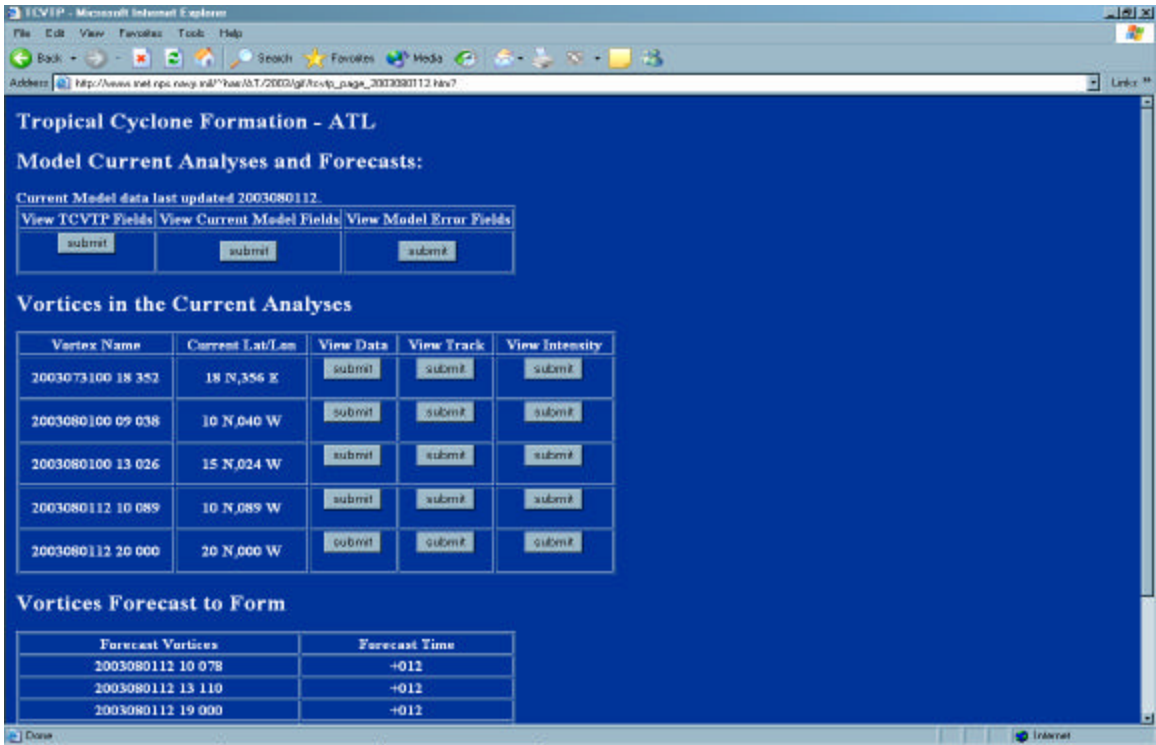 TCVTP - Microsoft Internet Explorer
File Edit View Favorites Tools Help
Back Search Favorites Media
Address Links »
Tropical Cyclone Formation - ATL
Model Current Analyses and Forecasts:
Current Model data last updated 2003080112.
View TCVTP Fields View Current Model Fields View Model Error Fields
submit submit submit
Vortices in the Current Analyses
Vortex Name Current Lat/Lon View Data View Track View Intensity
2003073100 18 352 18 N,356 E submit submit submit
2003080100 09 038 10 N,040 W submit submit submit
2003080100 13 026 15 N,024 W submit submit submit
2003080112 10 089 10 N,089 W submit submit submit
2003080112 20 000 20 N,000 W submit submit submit
Vortices Forecast to Form
Forecast Vortices Forecast Time
2003080112 10 078 +012
2003080112 13 110 +012
2003080112 19 000 +012
Done Internet